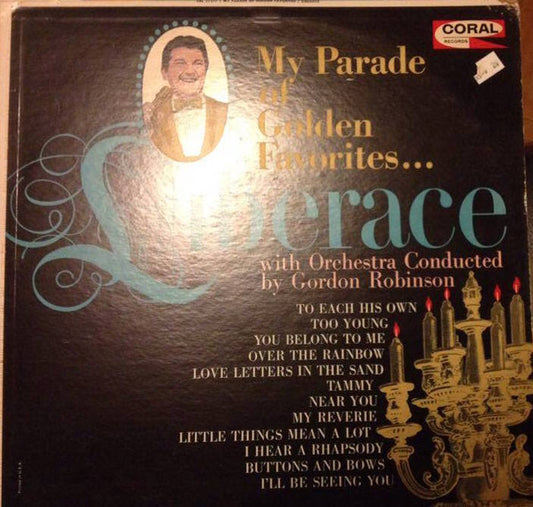 CORAL
RECORDS
My Parade
of
Golden
Favorites...
Liberace
with Orchestra Conducted
by Gordon Robinson
TO EACH HIS OWN
TOO YOUNG
YOU BELONG TO ME
OVER THE RAINBOW
LOVE LETTERS IN THE SAND
TAMMY
NEAR YOU
MY REVERIE
LITTLE THINGS MEAN A LOT
I HEAR A RHAPSODY
BUTTONS AND BOWS
I'LL BE SEEING YOU
Printed in U.S.A.